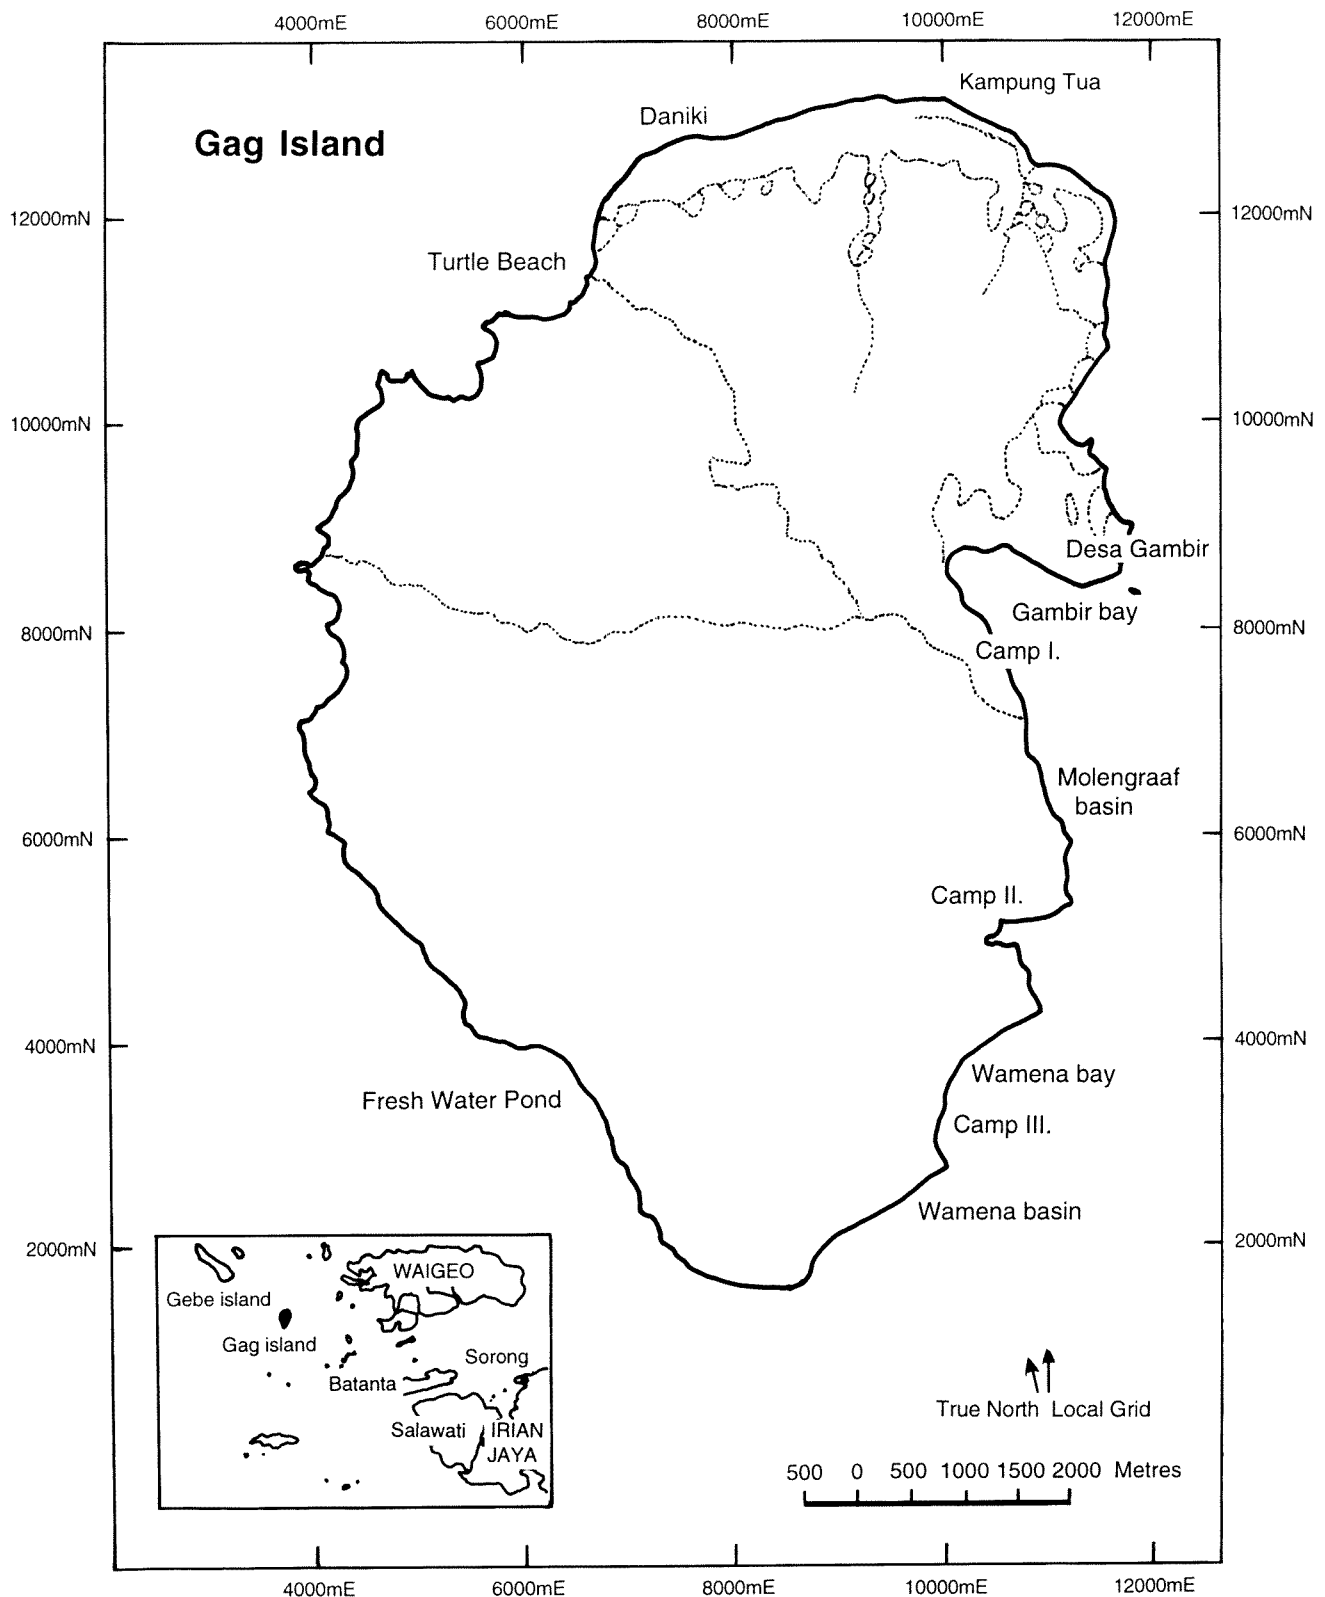 4000mE 6000mE 8000mE 10000mE 12000mE
Kampung Tua
Daniki
Gag Island
12000mN 12000mN
Turtle Beach
10000mN 10000mN
Desa Gambir
Gambir bay
8000mN 8000mN
Camp I.
Molengraaf
basin
6000mN 6000mN
Camp II.
4000mN 4000mN
Wamena bay
Fresh Water Pond
Camp III.
Wamena basin
2000mN 2000mN
WAIGEO
Gebe island
Gag island
Sorong
Batanta
Salawati
IRIAN
JAYA
True North Local Grid
500 0 500 1000 1500 2000 Metres
4000mE 6000mE 8000mE 10000mE 12000mE